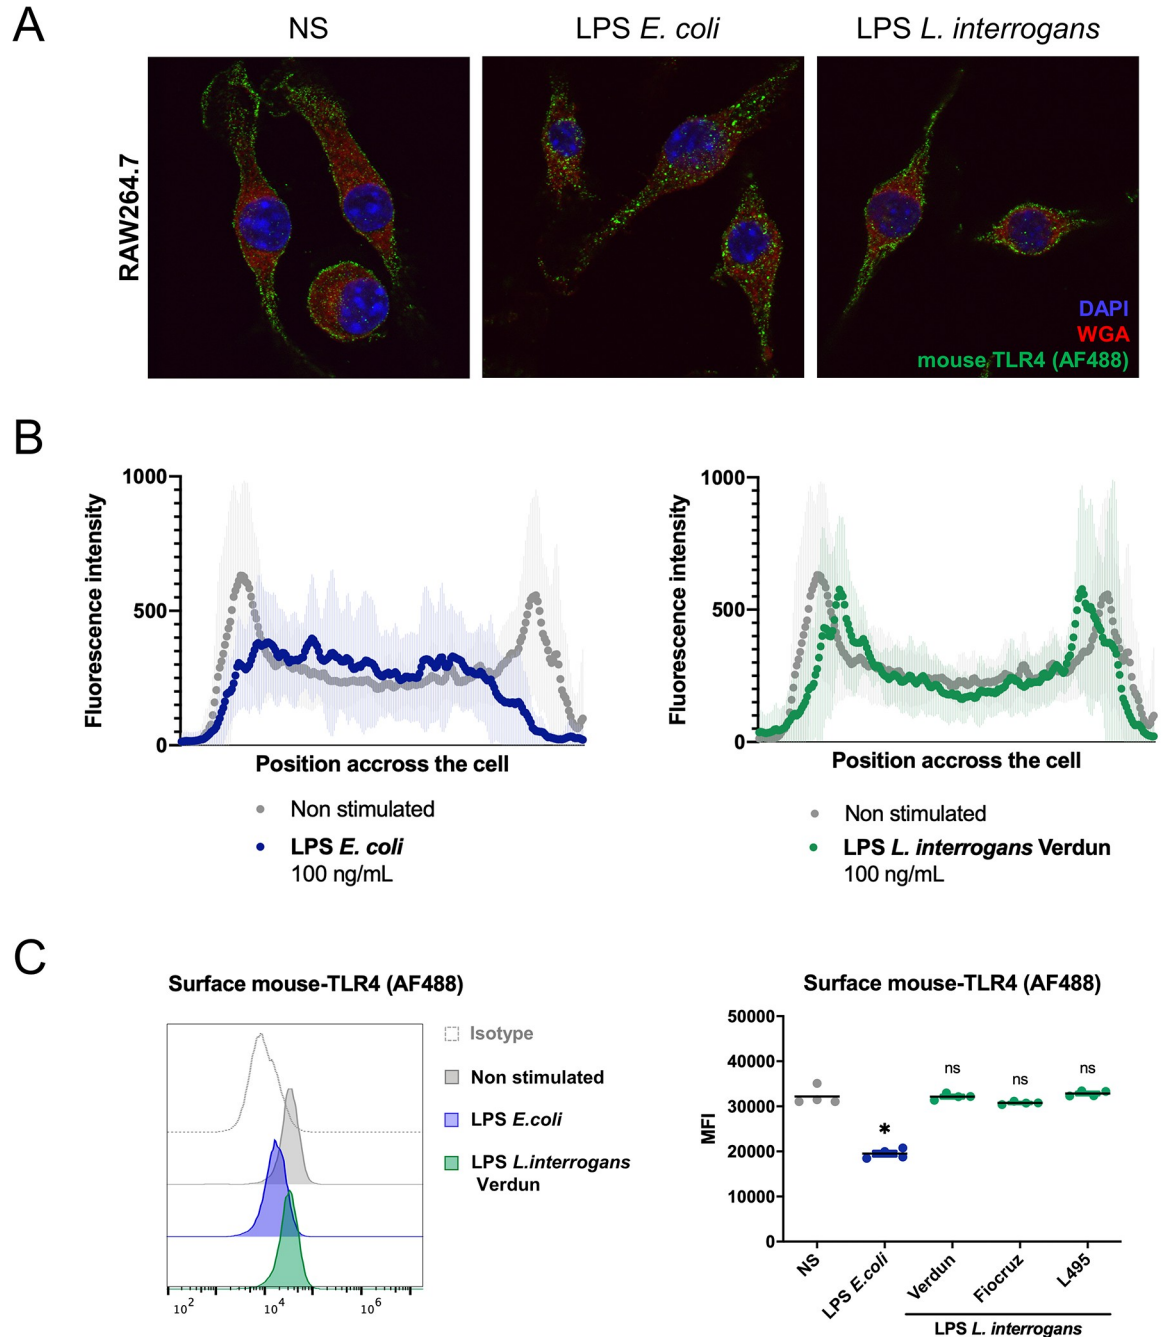 A
NS
LPS E. coli
LPS L. interrogans
RAW264.7
DAPI
WGA
mouse TLR4 (AF488)
B
1000
500
0
Fluorescence intensity
Position accross the cell
Non stimulated
LPS E. coli
100 ng/mL
1000
500
0
Fluorescence intensity
Position accross the cell
Non stimulated
LPS L. interrogans Verdun
100 ng/mL
C
Surface mouse-TLR4 (AF488)
Isotype
Non stimulated
LPS E.coli
LPS L.interrogans
Verdun
10² 10⁴ 10⁶
Surface mouse-TLR4 (AF488)
50000
40000
30000
20000
10000
0
MFI
*
ns
ns
ns
NS
LPS E.coli
Verdun
Fiocruz
L495
LPS L. interrogans